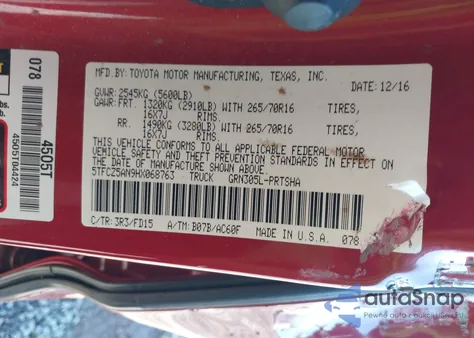 MFD.BY:TOYOTA MOTOR MANUFACTURING, TEXAS, INC.
GVWR: 2545KG (5600LB) DATE: 12/16
GAWR:FRT. 1320KG (2910LB) WITH 265/70R16 TIRES,
16X7J RIMS.
RR. 1490KG (3280LB) WITH 265/70R16 TIRES,
16X7J RIMS.
THIS VEHICLE CONFORMS TO ALL APPLICABLE FEDERAL MOTOR
VEHICLE SAFETY AND THEFT PREVENTION STANDARDS IN EFFECT ON
THE DATE OF MANUFACTURE SHOWN ABOVE.
5TFCZ5AN9HX068763 TRUCK GRN305L-PRTSHA
C/TR: 3R3/FD15 A/TM: B07B/AC60F MADE IN U.S.A. 078
078
4505T
4505T04424
lbs.
autoSnap